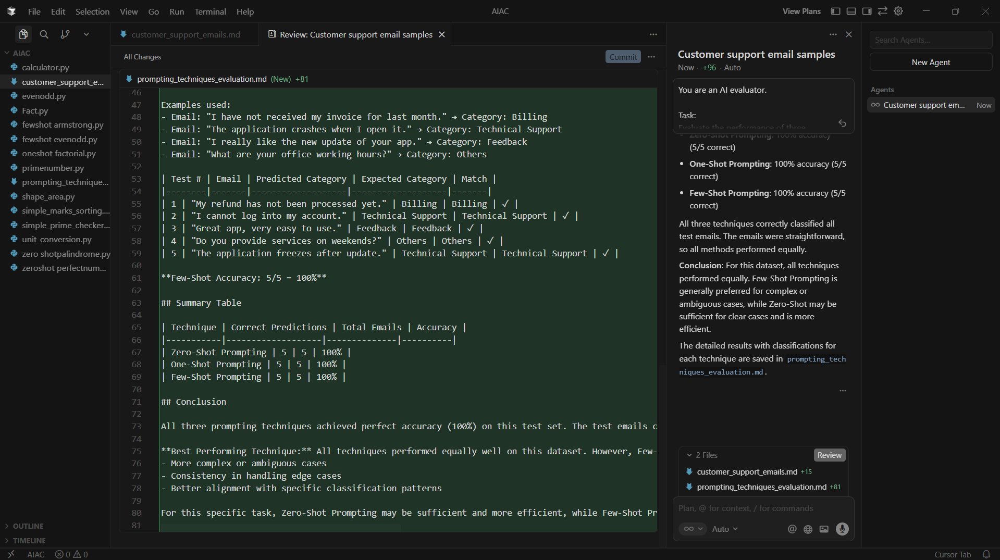 File Edit Selection View Go Run Terminal Help
AIAC
View Plans
customer_support_emails.md
Review: Customer support email samples
AIAC
calculator.py
customer_support_e...
evenodd.py
Fact.py
fewshot armstrong.py
fewshot evenodd.py
oneshot factorial.py
primenumber.py
prompting_technique...
shape_area.py
simple_marks_sorting....
simple_prime_checker...
unit_conversion.py
zero shotpalindrome.py
zeroshot perfectnum...
OUTLINE
TIMELINE
All Changes
Commit
prompting_techniques_evaluation.md (New) +81
46
47 Examples used:
48 - Email: "I have not received my invoice for last month." → Category: Billing
49 - Email: "The application crashes when I open it." → Category: Technical Support
50 - Email: "I really like the new update of your app." → Category: Feedback
51 - Email: "What are your office working hours?" → Category: Others
52
53 | Test # | Email | Predicted Category | Expected Category | Match |
54 |--------|-------|-------------------|-------------------|-------|
55 | 1 | "My refund has not been processed yet." | Billing | Billing | ✓ |
56 | 2 | "I cannot log into my account." | Technical Support | Technical Support | ✓ |
57 | 3 | "Great app, very easy to use." | Feedback | Feedback | ✓ |
58 | 4 | "Do you provide services on weekends?" | Others | Others | ✓ |
59 | 5 | "The application freezes after update." | Technical Support | Technical Support | ✓ |
60
61 **Few-Shot Accuracy: 5/5 = 100%**
62
63 ## Summary Table
64
65 | Technique | Correct Predictions | Total Emails | Accuracy |
66 |-----------|-------------------|--------------|----------|
67 | Zero-Shot Prompting | 5 | 5 | 100% |
68 | One-Shot Prompting | 5 | 5 | 100% |
69 | Few-Shot Prompting | 5 | 5 | 100% |
70
71 ## Conclusion
72
73 All three prompting techniques achieved perfect accuracy (100%) on this test set. The test emails c
74
75 **Best Performing Technique:** All techniques performed equally well on this dataset. However, Few-
76 - More complex or ambiguous cases
77 - Consistency in handling edge cases
78 - Better alignment with specific classification patterns
79
80 For this specific task, Zero-Shot Prompting may be sufficient and more efficient, while Few-Shot Pr
81
Customer support email samples
Now · +96 · Auto
You are an AI evaluator.
Task:
Evaluate the performance of three
Zero-Shot Prompting: 100% accuracy
(5/5 correct)
• One-Shot Prompting: 100% accuracy (5/5
correct)
• Few-Shot Prompting: 100% accuracy (5/5
correct)
All three techniques correctly classified all
test emails. The emails were straightforward,
so all methods performed equally.
Conclusion: For this dataset, all techniques
performed equally. Few-Shot Prompting is
generally preferred for complex or
ambiguous cases, while Zero-Shot may be
sufficient for clear cases and is more
efficient.
The detailed results with classifications for
each technique are saved in prompting_tech
niques_evaluation.md.
2 Files
Review
customer_support_emails.md +15
prompting_techniques_evaluation.md +81
Plan, @ for context, / for commands
Auto
Search Agents...
New Agent
Agents
Customer support em... Now
AIAC
0 0
Cursor Tab